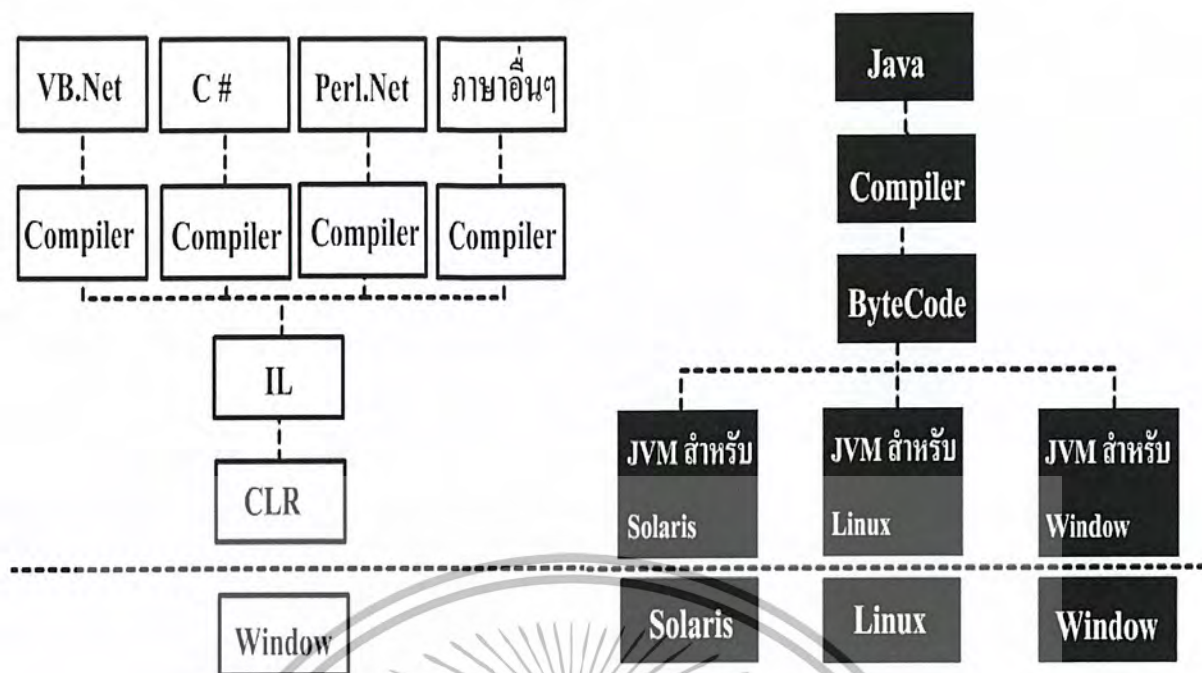 VB.Net
C #
Perl.Net
ภาษาอื่นๆ
Compiler
Compiler
Compiler
Compiler
IL
CLR
Window
Java
Compiler
ByteCode
JVM สำหรับ
Solaris
JVM สำหรับ
Linux
JVM สำหรับ
Window
Solaris
Linux
Window